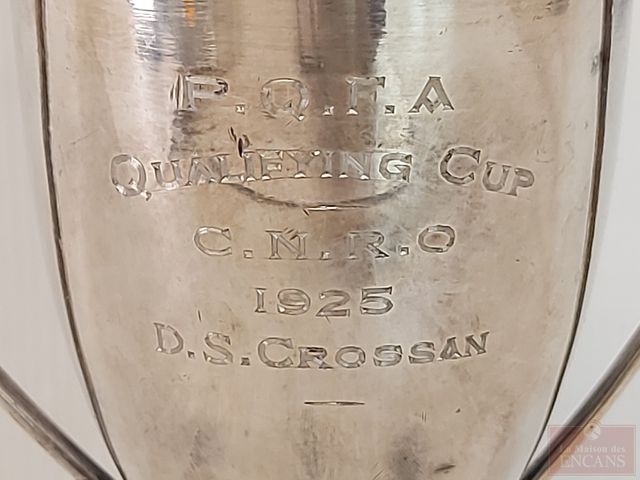 P.Q.F.A
QUALIFYING CUP
C.N.R.O
1925
D.S.CROSSAN
La Maison des
ENCANS